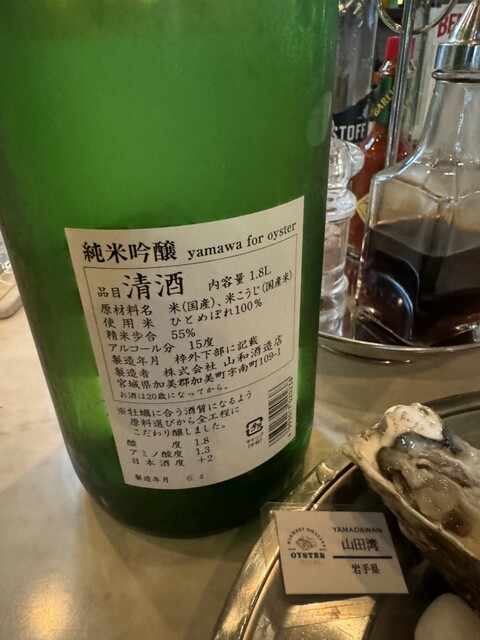 純米吟醸 yamawa for oyster
品目 清酒 内容量 1.8L
原材料名 米(国産)、米こうじ(国産米)
使用米 ひとめぼれ100%
精米歩合 55%
アルコール分 15度
製造年月 枠外下部に記載
製造者 株式会社 山和酒造店
宮城県加美郡加美町字南町109-1
お酒は20歳になってから。
※牡蠣に合う酒質になるよう
原料選びから全工程に
こだわり醸しました。
酸度 1.8
アミノ酸度 1.3
日本酒度 +2
製造年月 6 4
STOFF
OYSTER
YAMADAWAN
山田湾
岩手県